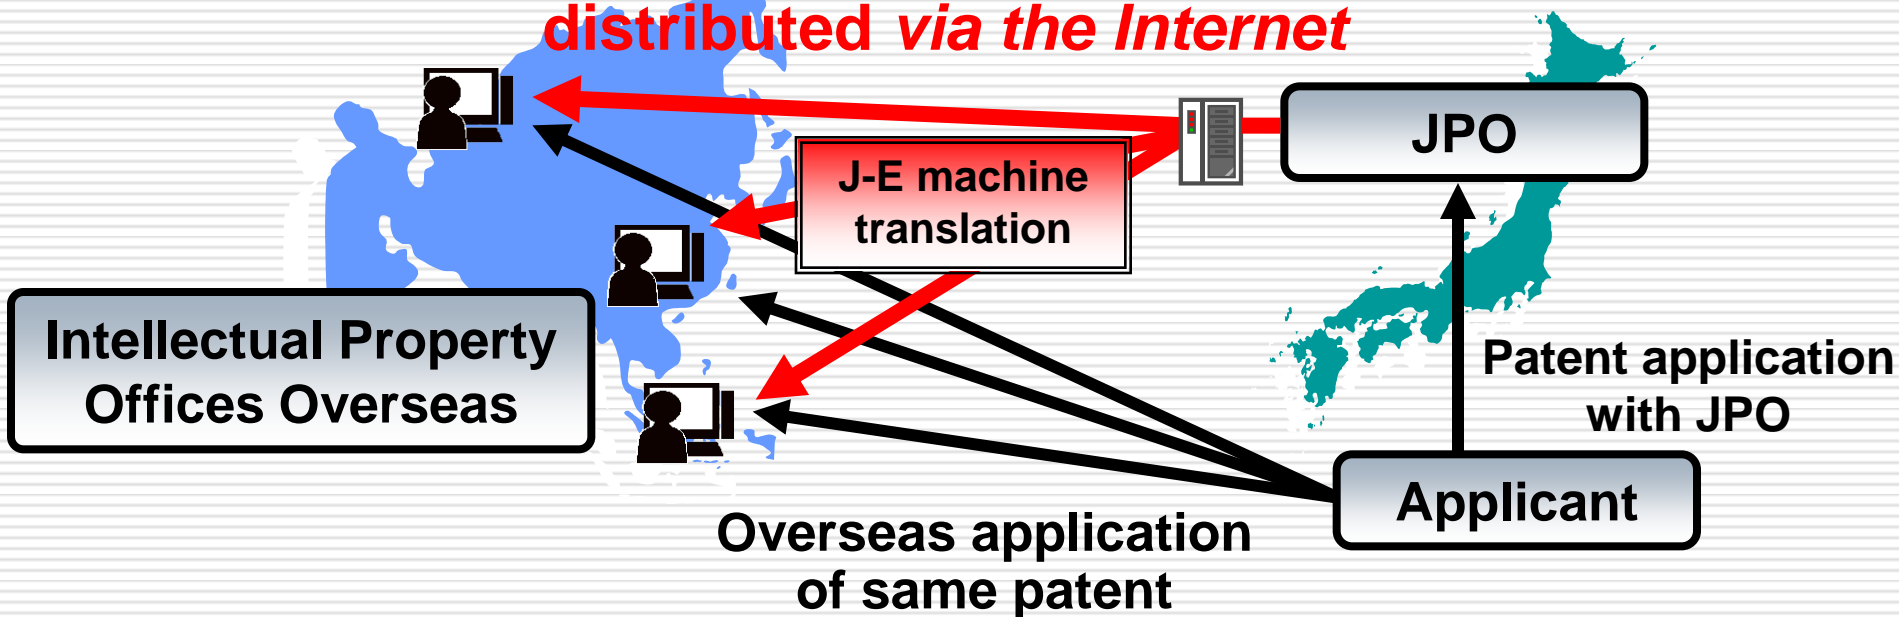 distributed via the Internet
JPO
J-E machine
translation
Intellectual Property
Offices Overseas
Patent application
with JPO
Applicant
Overseas application
of same patent